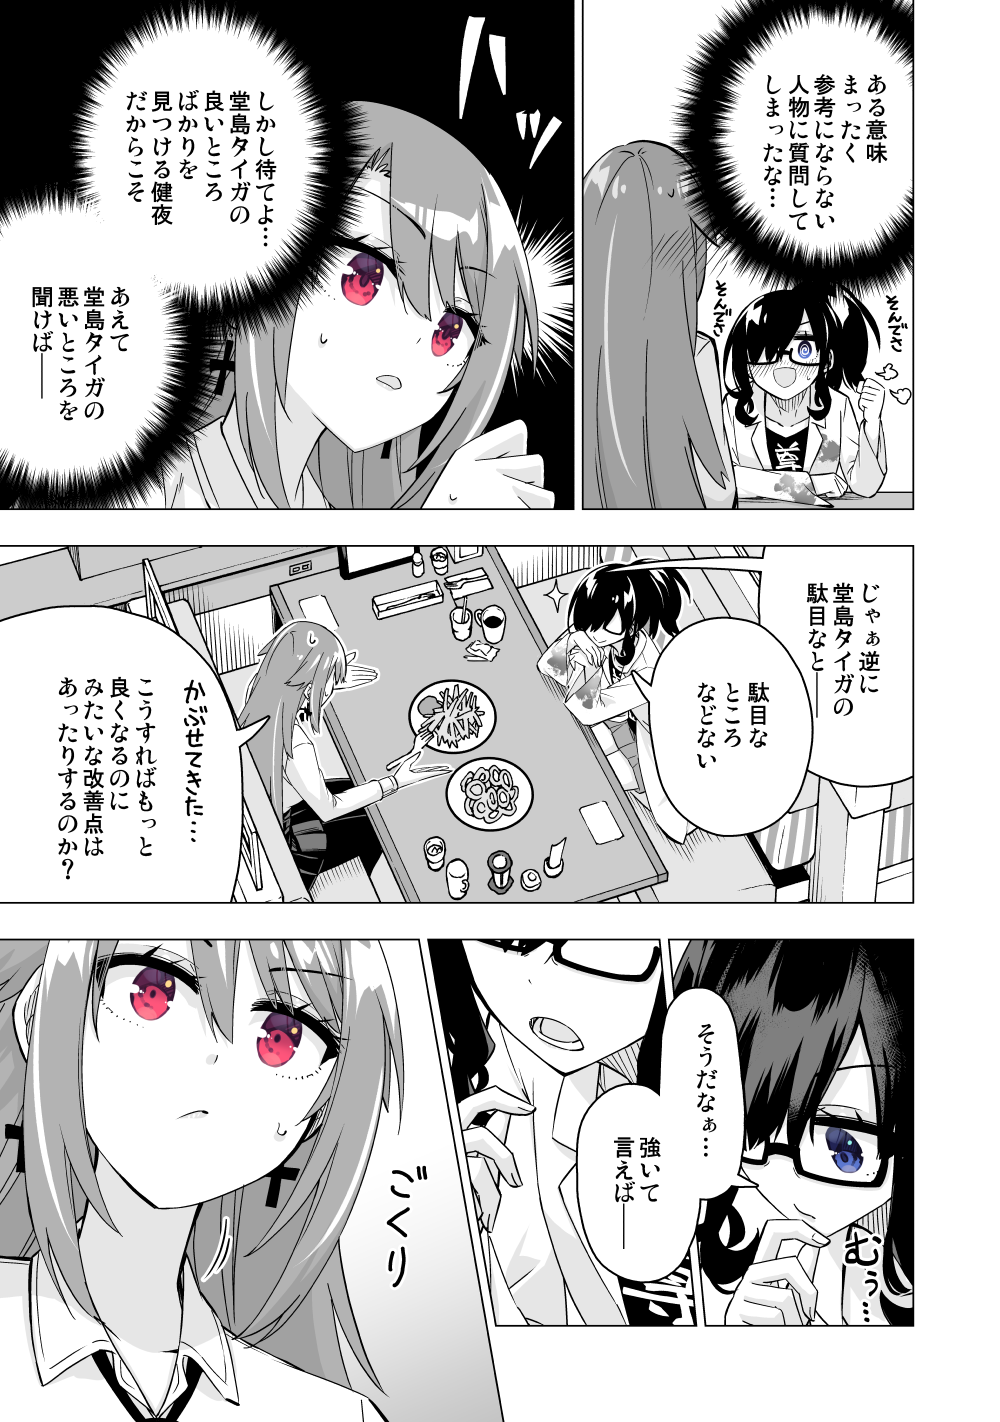 ある意味
まったく
参考にならない
人物に質問して
しまったな…
そんでさ
そんでさ
尊
バッ
しかし待てよ…
堂島タイガの
良いところ
ばかりを
見つける健夜
だからこそ
あえて
堂島タイガの
悪いところを
聞けば――
じゃぁ逆に
堂島タイガの
駄目なと――
駄目な
ところ
などない
かぶせてきた…
こうすればもっと
良くなるのに
みたいな改善点は
あったりするのか？
そうだなぁ…
むぅ…
強いて
言えば――
ごくり